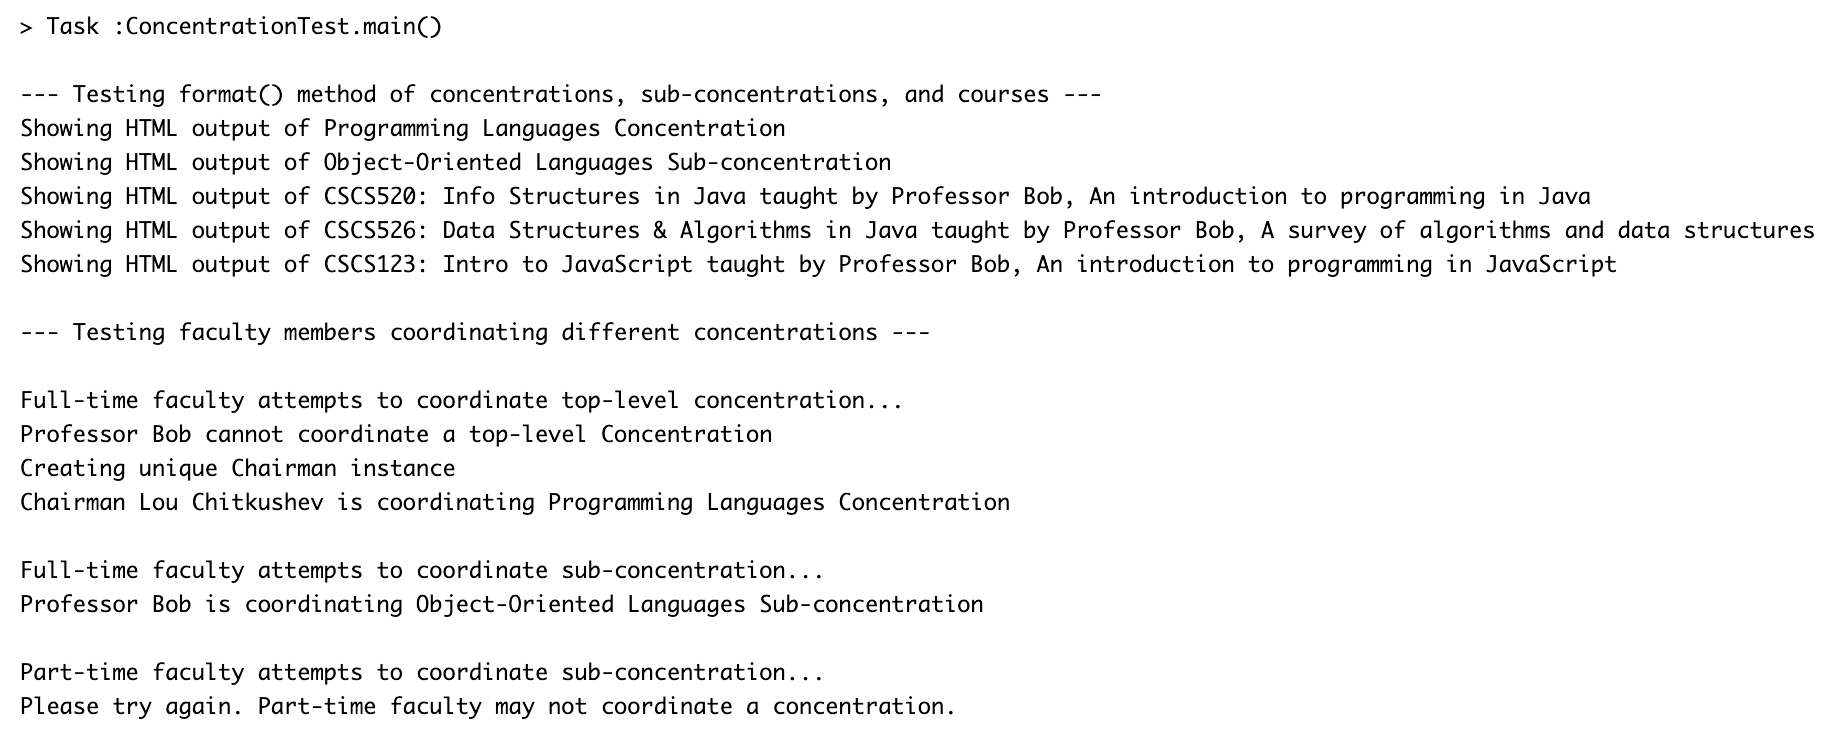 > Task :ConcentrationTest.main()
--- Testing format() method of concentrations, sub-concentrations, and courses ---
Showing HTML output of Programming Languages Concentration
Showing HTML output of Object-Oriented Languages Sub-concentration
Showing HTML output of CSCS520: Info Structures in Java taught by Professor Bob, An introduction to programming in Java
Showing HTML output of CSCS526: Data Structures & Algorithms in Java taught by Professor Bob, A survey of algorithms and data structures
Showing HTML output of CSCS123: Intro to JavaScript taught by Professor Bob, An introduction to programming in JavaScript
--- Testing faculty members coordinating different concentrations ---
Full-time faculty attempts to coordinate top-level concentration...
Professor Bob cannot coordinate a top-level Concentration
Creating unique Chairman instance
Chairman Lou Chitkushev is coordinating Programming Languages Concentration
Full-time faculty attempts to coordinate sub-concentration...
Professor Bob is coordinating Object-Oriented Languages Sub-concentration
Part-time faculty attempts to coordinate sub-concentration...
Please try again. Part-time faculty may not coordinate a concentration.